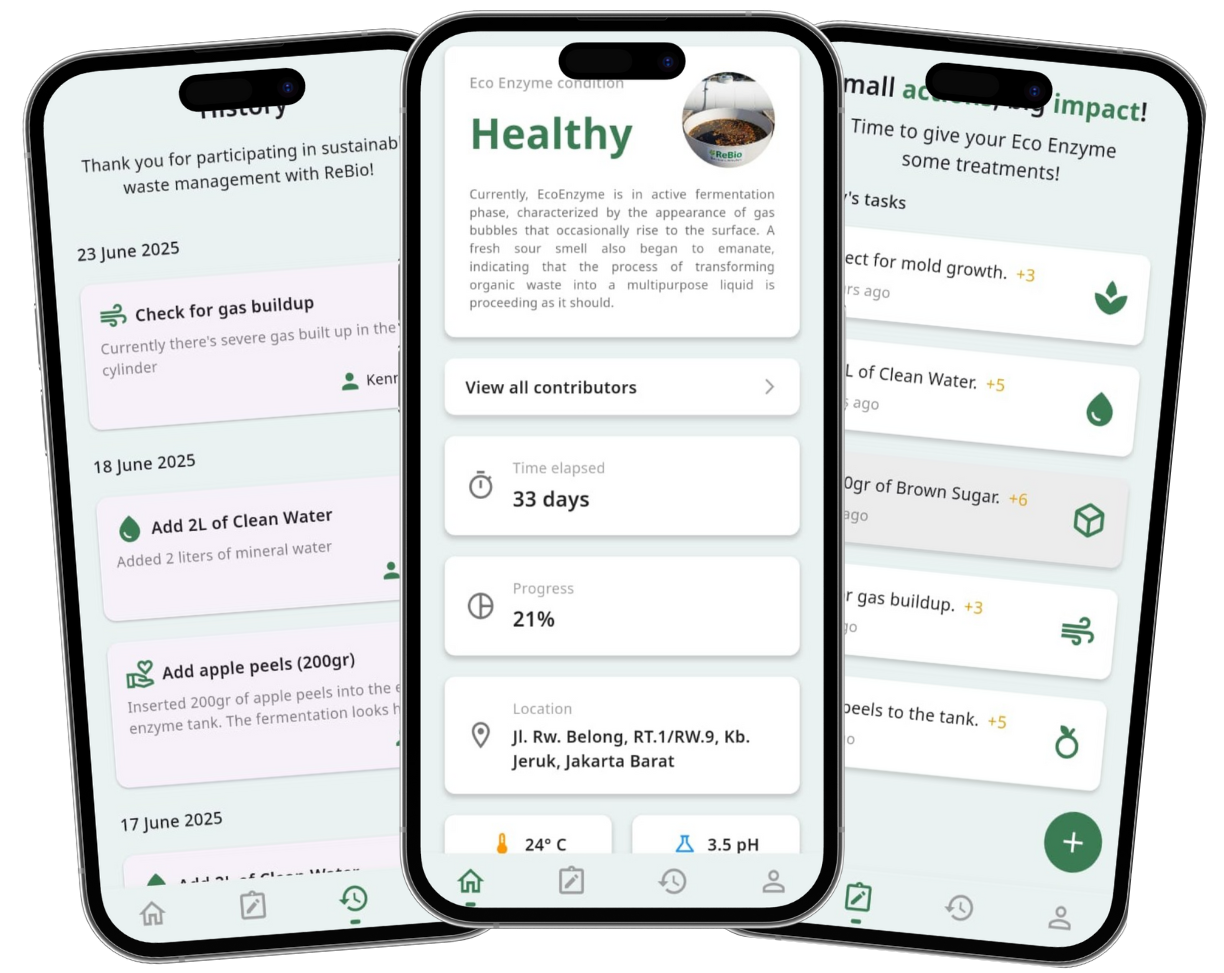 History
Thank you for participating in
waste management with ReBio!
23 June 2025
Check for gas buildup
Currently there's severe gas built up in the
cylinder
18 June 2025
Add 2L of Clean Water
Added 2 liters of mineral water
Add apple peels (200gr)
Inserted 200gr of apple peels into the
enzyme tank. The fermentation looks
17 June 2025
Add 2L of Clean Water
Eco Enzyme condition
Healthy
ReBio
Currently, EcoEnzyme is in active fermentation
phase, characterized by the appearance of gas
bubbles that occasionally rise to the surface. A
fresh sour smell also began to emanate,
indicating that the process of transforming
organic waste into a multipurpose liquid is
proceeding as it should.
View all contributors
Time elapsed
33 days
Progress
21%
Location
Jl. Rw. Belong, RT.1/RW.9, Kb.
Jeruk, Jakarta Barat
24° C
3.5 pH
big impact!
Time to give your Eco Enzyme
some treatments!
tasks
for mold growth. +3
ago
L of Clean Water. +5
ago
of Brown Sugar. +6
ago
gas buildup. +3
peels to the tank. +5